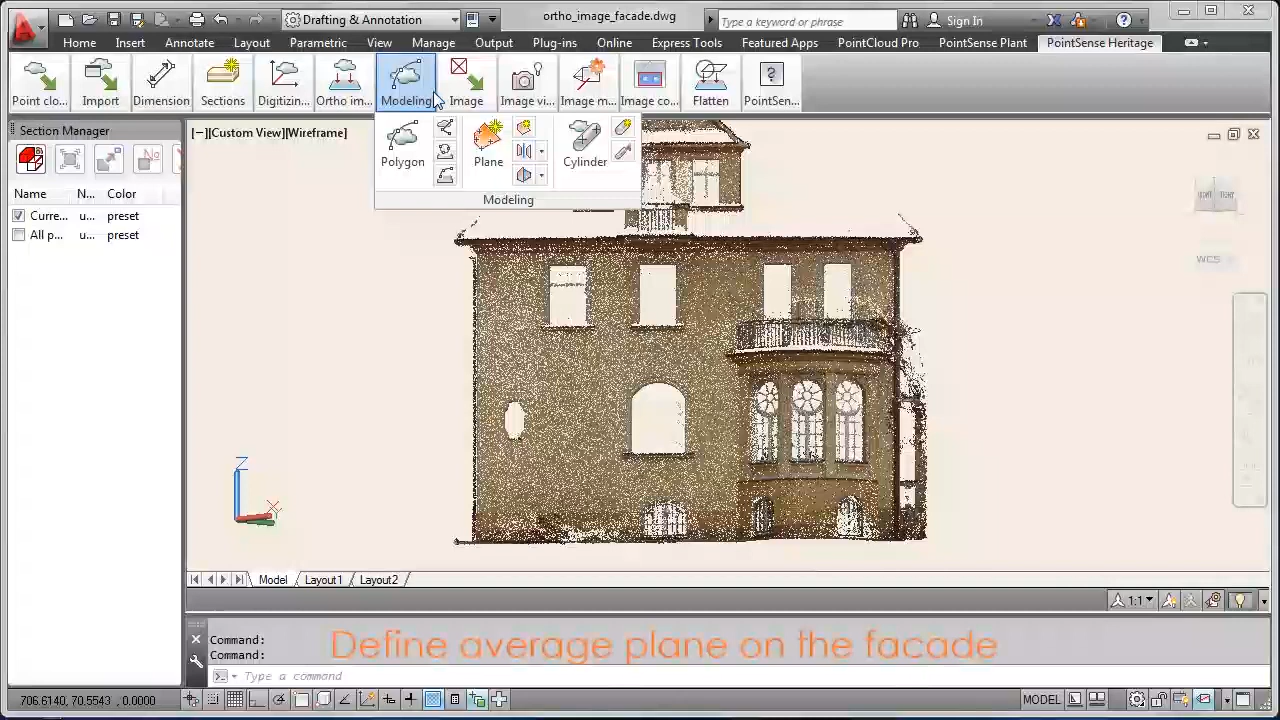 Drafting & Annotation
ortho_image_facade.dwg
Type a keyword or phrase
Sign In
Home Insert Annotate Layout Parametric View Manage Output Plug-ins Online Express Tools Featured Apps PointCloud Pro PointSense Plant PointSense Heritage
Point clo... Import Dimension Sections Digitizin... Ortho im... Modeling Image Image vi... Image m... Image co... Flatten PointSen...
Section Manager
[−][Custom View][Wireframe]
Polygon Plane Cylinder
Modeling
Name N... Color
Curre... u... preset
All p... u... preset
WCS
Z
X
Model Layout1 Layout2
1:1
Command:
Command:
Define average plane on the facade
Type a command
706.6140, 70.5543 , 0.0000
MODEL